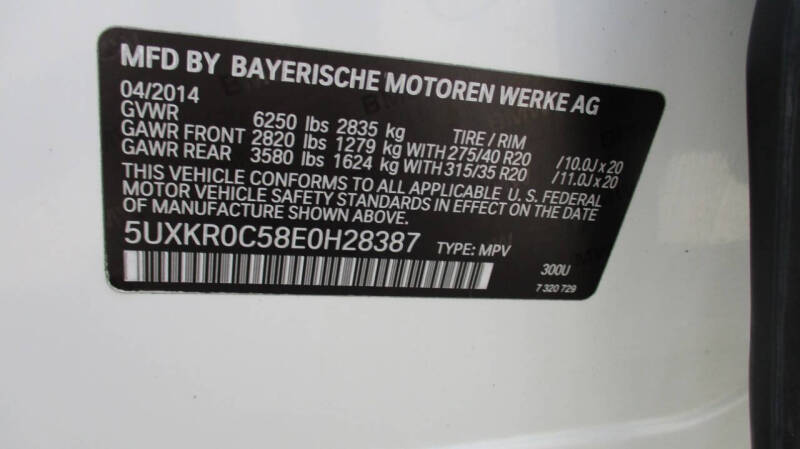 MFD BY BAYERISCHE MOTOREN WERKE AG
04/2014
GVWR 6250 lbs 2835 kg TIRE / RIM
GAWR FRONT 2820 lbs 1279 kg WITH 275/40 R20 /10.0J x 20
GAWR REAR 3580 lbs 1624 kg WITH 315/35 R20 /11.0J x 20
THIS VEHICLE CONFORMS TO ALL APPLICABLE U. S. FEDERAL
MOTOR VEHICLE SAFETY STANDARDS IN EFFECT ON THE DATE
OF MANUFACTURE SHOWN ABOVE.
5UXKR0C58E0H28387 TYPE: MPV
300U
7 320 729